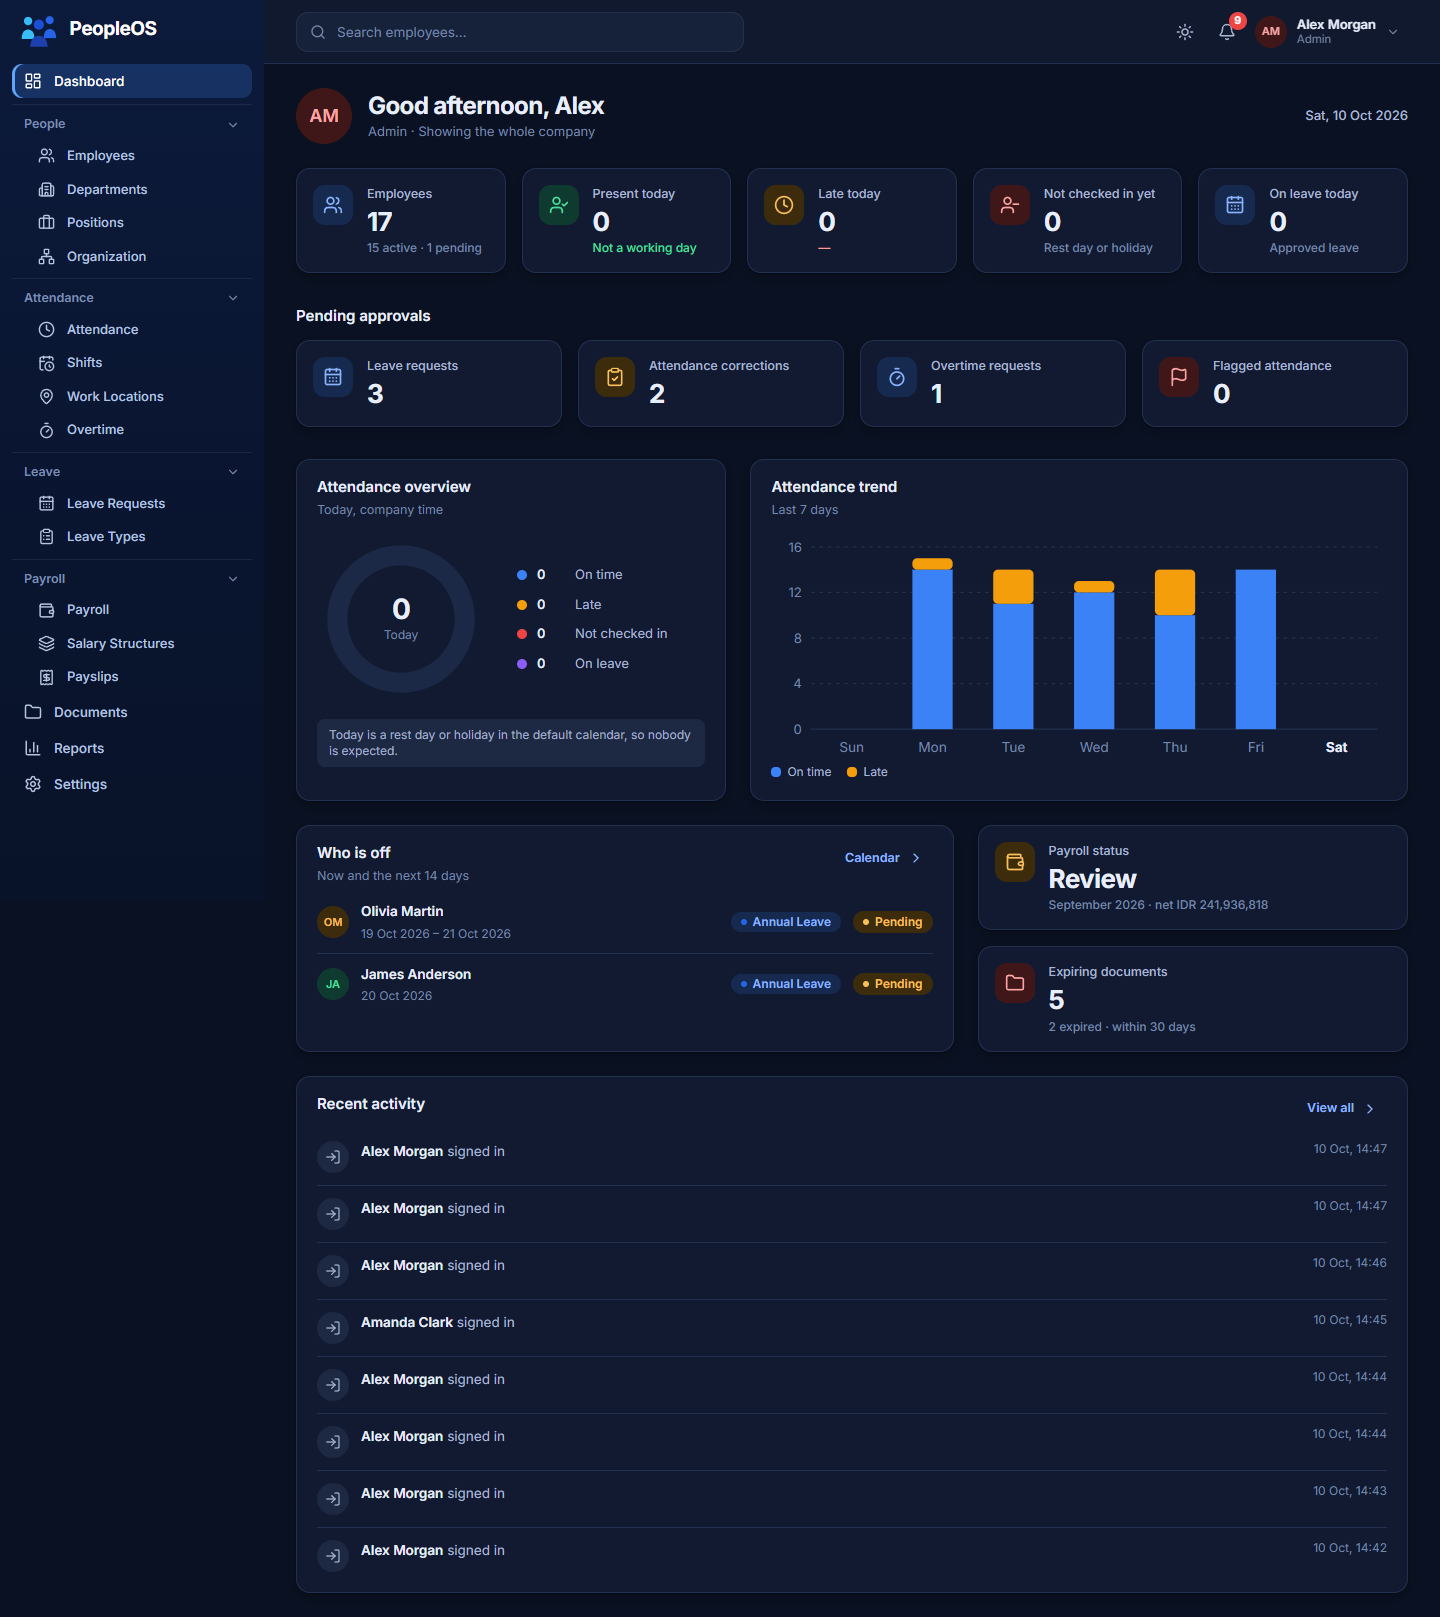 PeopleOS
Search employees...
9
AM
Alex Morgan
Admin
Dashboard
People
Employees
Departments
Positions
Organization
Attendance
Attendance
Shifts
Work Locations
Overtime
Leave
Leave Requests
Leave Types
Payroll
Payroll
Salary Structures
Payslips
Documents
Reports
Settings
AM
Good afternoon, Alex
Admin · Showing the whole company
Sat, 10 Oct 2026
Employees
17
15 active · 1 pending
Present today
0
Not a working day
Late today
0
—
Not checked in yet
0
Rest day or holiday
On leave today
0
Approved leave
Pending approvals
Leave requests
3
Attendance corrections
2
Overtime requests
1
Flagged attendance
0
Attendance overview
Today, company time
0
Today
0 On time
0 Late
0 Not checked in
0 On leave
Today is a rest day or holiday in the default calendar, so nobody
is expected.
Attendance trend
Last 7 days
16
12
8
4
0
Sun Mon Tue Wed Thu Fri Sat
On time Late
Who is off
Now and the next 14 days
Calendar
OM
Olivia Martin
19 Oct 2026 – 21 Oct 2026
Annual Leave
Pending
JA
James Anderson
20 Oct 2026
Annual Leave
Pending
Payroll status
Review
September 2026 · net IDR 241,936,818
Expiring documents
5
2 expired · within 30 days
Recent activity
View all
Alex Morgan signed in 10 Oct, 14:47
Alex Morgan signed in 10 Oct, 14:47
Alex Morgan signed in 10 Oct, 14:46
Amanda Clark signed in 10 Oct, 14:45
Alex Morgan signed in 10 Oct, 14:44
Alex Morgan signed in 10 Oct, 14:44
Alex Morgan signed in 10 Oct, 14:43
Alex Morgan signed in 10 Oct, 14:42